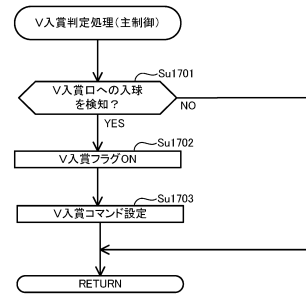 V入賞判定処理(主制御)
Su1701
V入賞口への入球
を検知?
NO
YES
Su1702
V入賞フラグON
Su1703
V入賞コマンド設定
RETURN